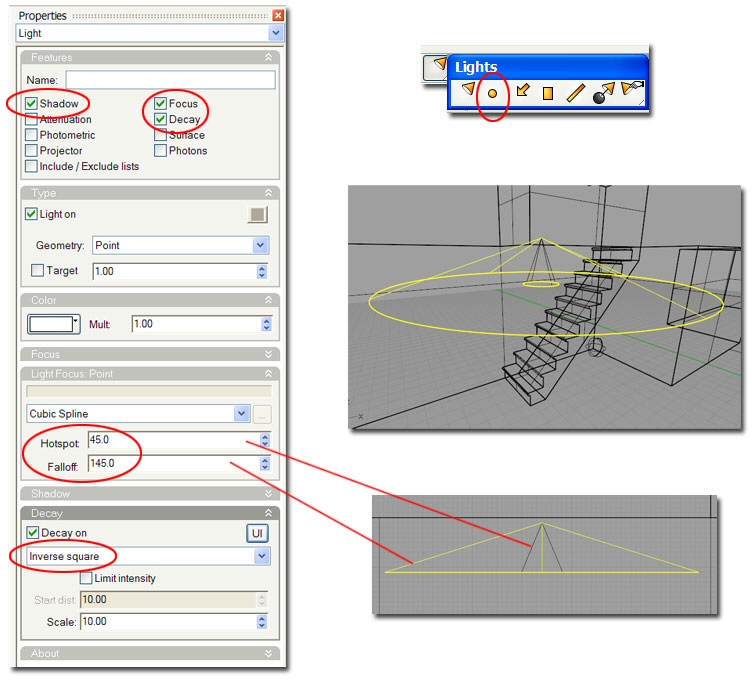 Properties
Light
Features
Name:
Shadow
Focus
Attenuation
Decay
Photometric
Surface
Projector
Photons
Include / Exclude lists
Type
Light on
Geometry: Point
Target 1.00
Color
Mult: 1.00
Focus
Light Focus: Point
Cubic Spline
...
Hotspot: 45.0
Falloff: 145.0
Shadow
Decay
Decay on
UI
Inverse square
Limit intensity
Start dist: 10.00
Scale: 10.00
About
Lights
x